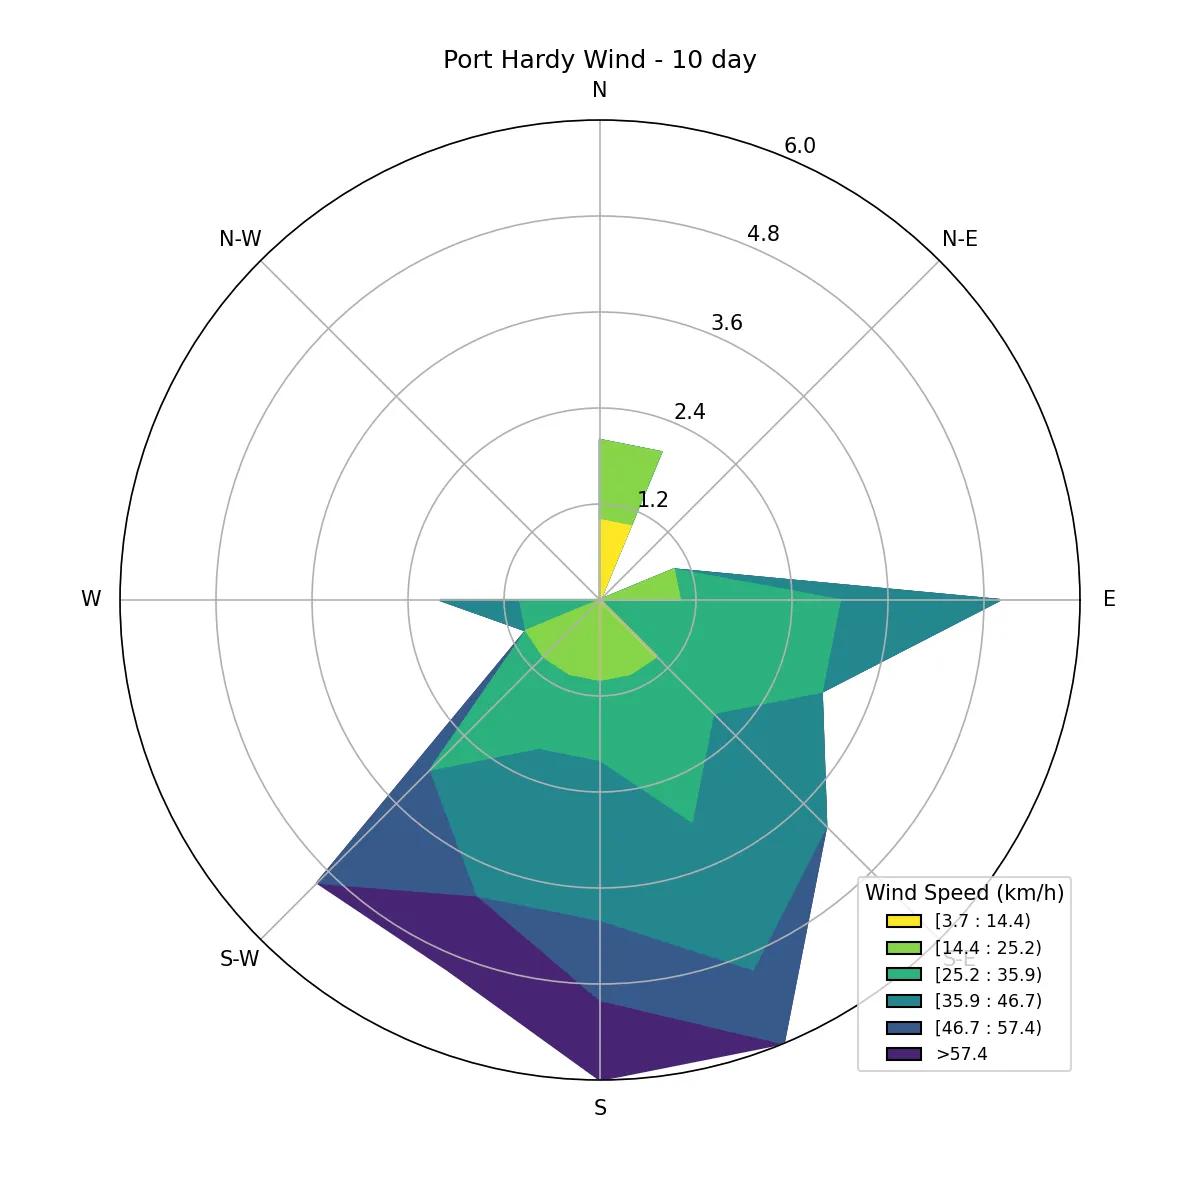 Port Hardy Wind - 10 day
N
6.0
4.8
N-W
N-E
3.6
2.4
1.2
W
E
Wind Speed (km/h)
[3.7 : 14.4)
[14.4 : 25.2)
S-W
S-E
[25.2 : 35.9)
[35.9 : 46.7)
[46.7 : 57.4)
>57.4
S